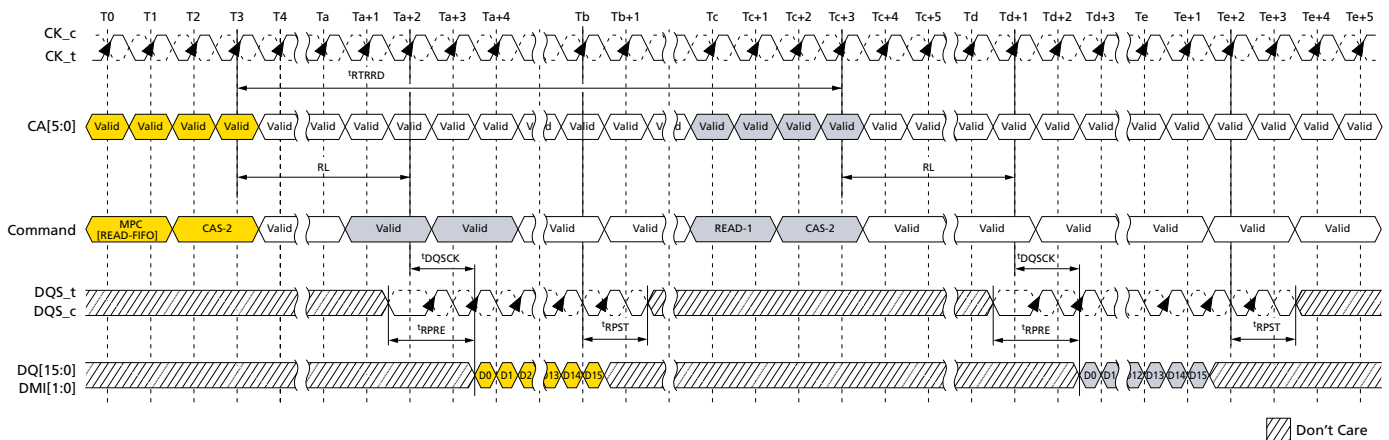 T0 T1 T2 T3 T4 Ta Ta+1 Ta+2 Ta+3 Ta+4 Tb Tb+1 Tc Tc+1 Tc+2 Tc+3 Tc+4 Tc+5 Td Td+1 Td+2 Td+3 Te Te+1 Te+2 Te+3 Te+4 Te+5
CK_c
CK_t
tRTRRD
CA[5:0] Valid Valid Valid Valid Valid Valid Valid Valid Valid Valid Valid Valid Valid Valid Valid Valid Valid Valid Valid Valid Valid Valid Valid Valid Valid Valid Valid Valid
RL RL
Command MPC [READ-FIFO] CAS-2 Valid Valid Valid Valid Valid READ-1 CAS-2 Valid Valid Valid Valid Valid Valid
tDQSCK tDQSCK
DQS_t
DQS_c
tRPRE tRPST tRPRE tRPST
DQ[15:0] D0 D1 D2 D13 D14 D15 D0 D1 D12 D13 D14 D15
DMI[1:0]
Don't Care